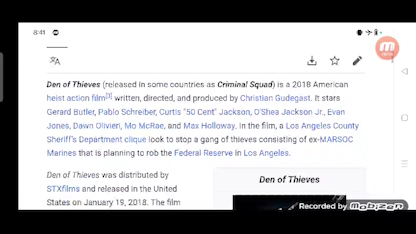 8:41
Den of Thieves (released in some countries as Criminal Squad) is a 2018 American
heist action film[3] written, directed, and produced by Christian Gudegast. It stars
Gerard Butler, Pablo Schreiber, Curtis "50 Cent" Jackson, O'Shea Jackson Jr., Evan
Jones, Dawn Olivieri, Mo McRae, and Max Holloway. In the film, a Los Angeles County
Sheriff's Department clique look to stop a gang of thieves consisting of ex-MARSOC
Marines that is planning to rob the Federal Reserve in Los Angeles.
Den of Thieves was distributed by
STXfilms and released in the United
States on January 19, 2018. The film
Den of Thieves
Recorded by Mobizen